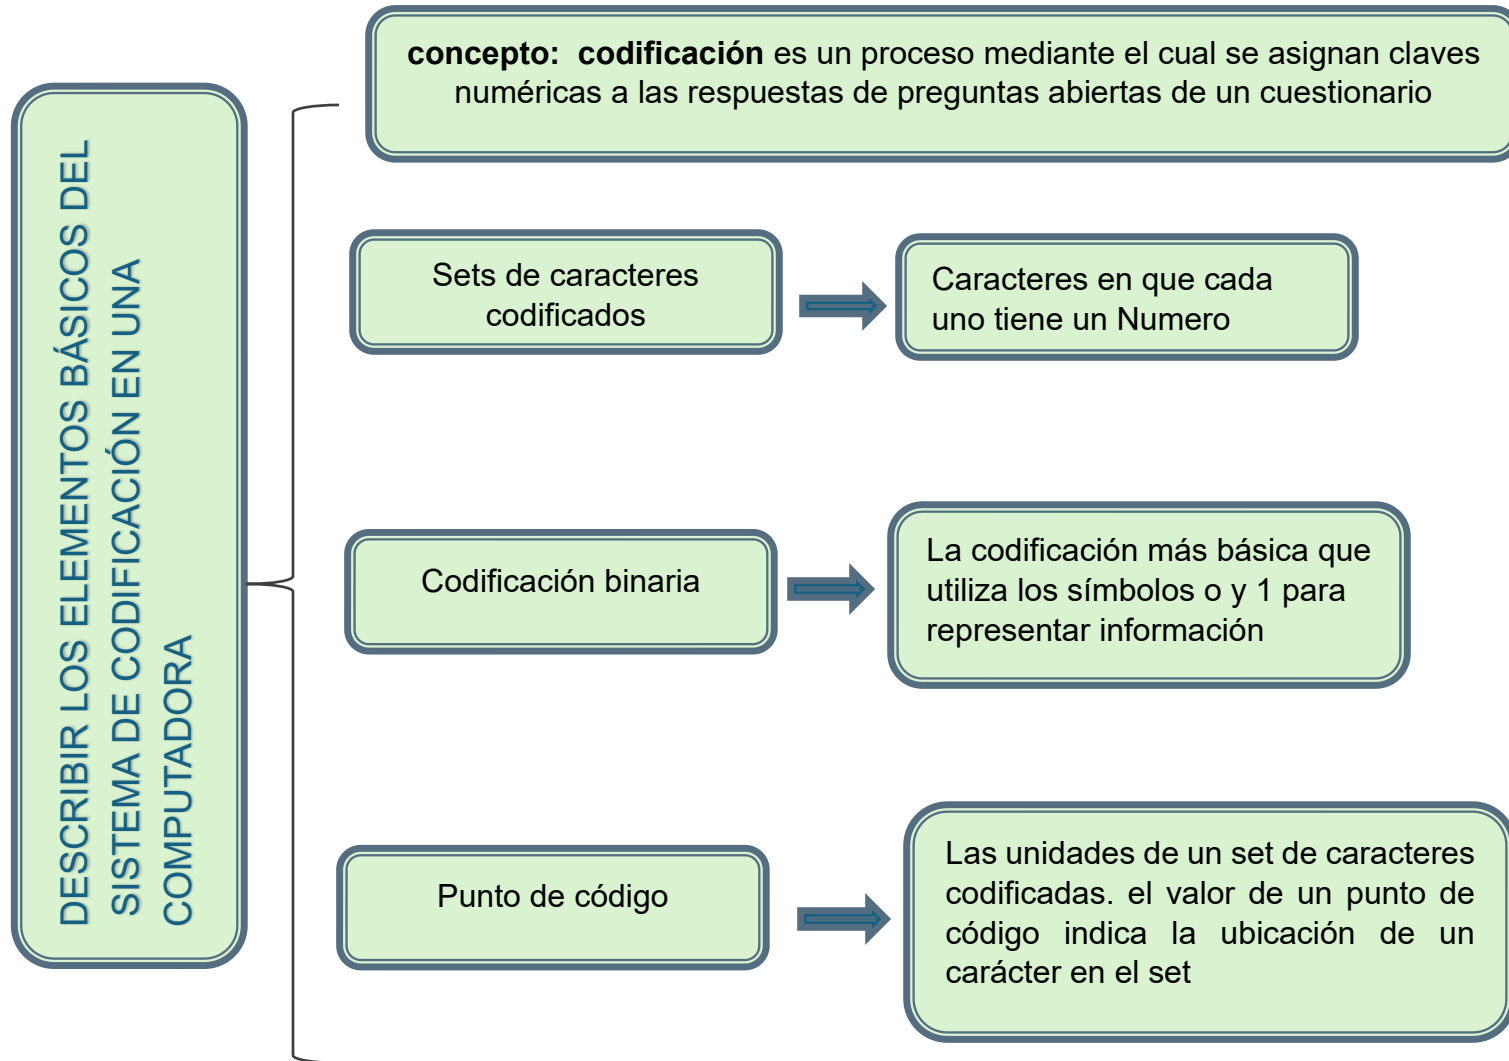 DESCRIBIR LOS ELEMENTOS BÁSICOS DEL
SISTEMA DE CODIFICACIÓN EN UNA
COMPUTADORA
concepto: codificación es un proceso mediante el cual se asignan claves
numéricas a las respuestas de preguntas abiertas de un cuestionario
Sets de caracteres
codificados
Caracteres en que cada
uno tiene un Numero
Codificación binaria
La codificación más básica que
utiliza los símbolos o y 1 para
representar información
Punto de código
Las unidades de un set de caracteres
codificadas. el valor de un punto de
código indica la ubicación de un
carácter en el set